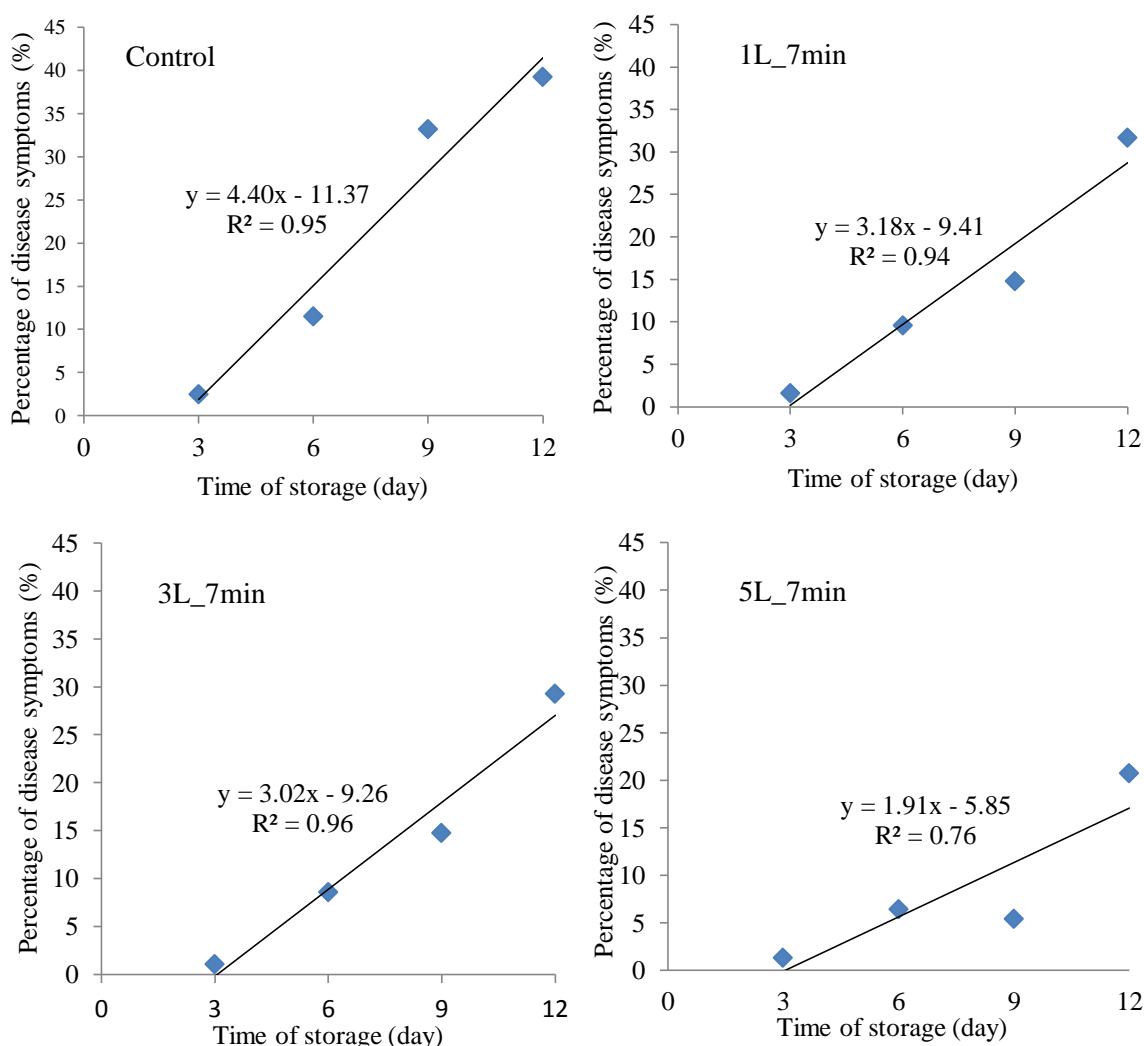 Percentage of disease symptoms (%)
45
40
35
30
25
20
15
10
5
0
Control
y = 4.40x - 11.37
R² = 0.95
0 3 6 9 12
Time of storage (day)
Percentage of disease symptoms (%)
45
40
35
30
25
20
15
10
5
0
1L_7min
y = 3.18x - 9.41
R² = 0.94
0 3 6 9 12
Time of storage (day)
Percentage of disease symptoms (%)
45
40
35
30
25
20
15
10
5
0
3L_7min
y = 3.02x - 9.26
R² = 0.96
0 3 6 9 12
Time of storage (day)
Percentage of disease symptoms (%)
45
40
35
30
25
20
15
10
5
0
5L_7min
y = 1.91x - 5.85
R² = 0.76
0 3 6 9 12
Time of storage (day)